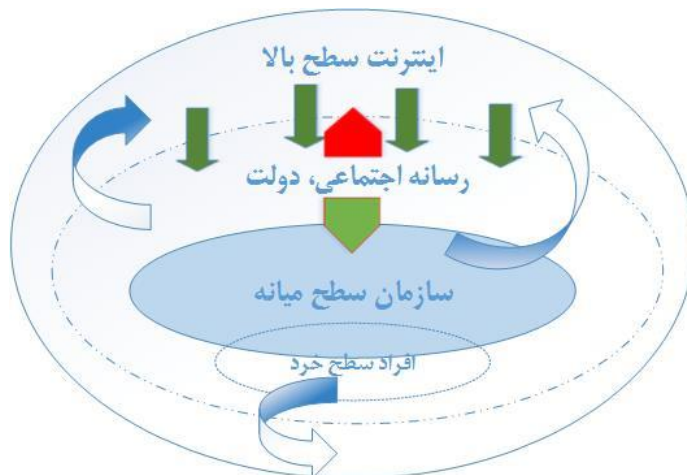 اینترنت سطح بالا
رسانه اجتماعی، دولت
سازمان سطح میانه
افراد سطح خرد